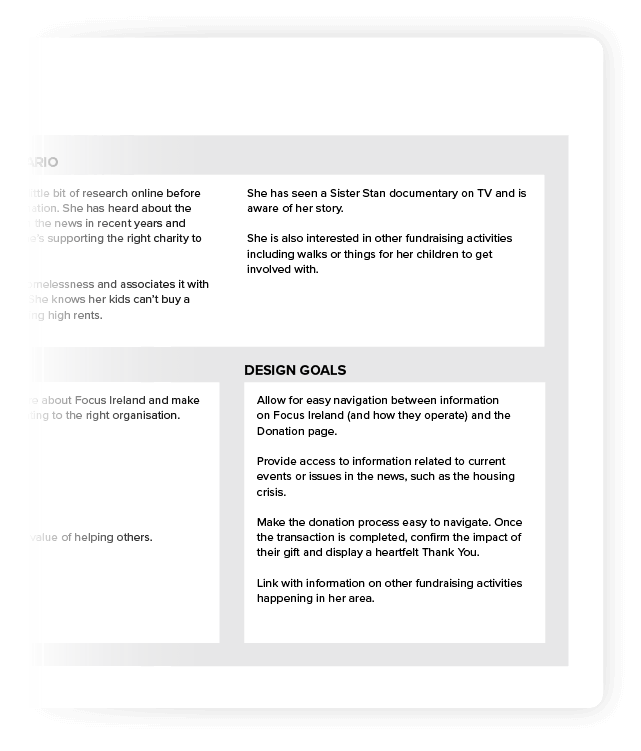 ARIO
little bit of research online before
ation. She has heard about the
the news in recent years and
she's supporting the right charity to
omelessness and associates it with
She knows her kids can't buy a
ing high rents.
She has seen a Sister Stan documentary on TV and is
aware of her story.
She is also interested in other fundraising activities
including walks or things for her children to get
involved with.
about Focus Ireland and make
ing to the right organisation.
value of helping others.
DESIGN GOALS
Allow for easy navigation between information
on Focus Ireland (and how they operate) and the
Donation page.
Provide access to information related to current
events or issues in the news, such as the housing
crisis.
Make the donation process easy to navigate. Once
the transaction is completed, confirm the impact of
their gift and display a heartfelt Thank You.
Link with information on other fundraising activities
happening in her area.